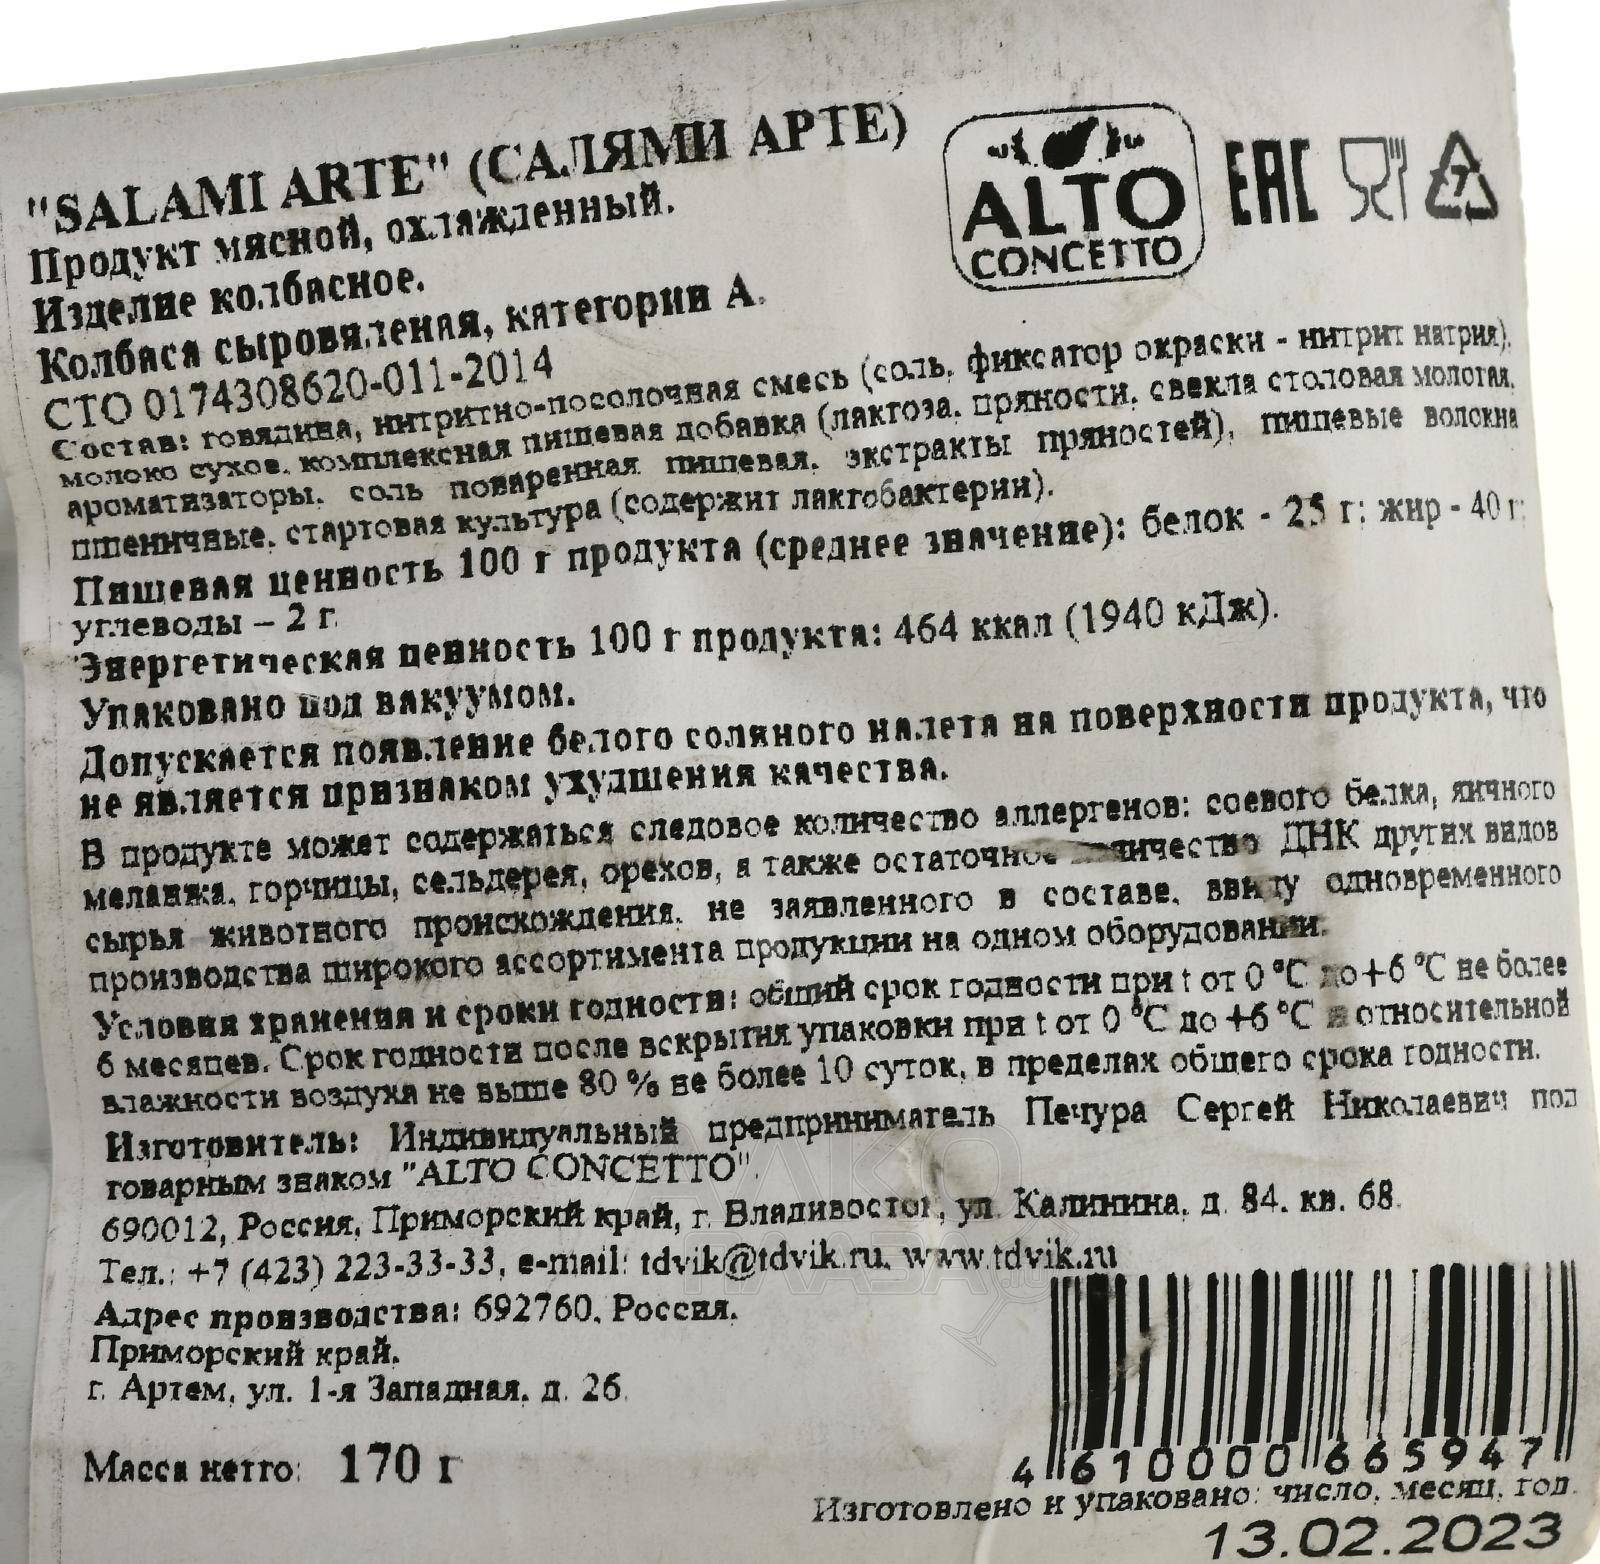 "SALAMI ARTE" (САЛЯМИ АРТЕ)
Продукт мясной, охлажденный.
Изделие колбасное.
Колбаса сыровяленая, категории А.
СТО 0174308620-011-2014
ALTO
CONCETTO
EAC
7
Состав: говядина, нитритно-посолочная смесь (соль, фиксатор окраски - нитрит натрия),
молоко сухое, комплексная пищевая добавка (лактоза, пряности, свекла столовая молотая,
ароматизаторы, соль поваренная пищевая, экстракты пряностей), пищевые волокна
пшеничные, стартовая культура (содержит лактобактерии).
Пищевая ценность 100 г продукта (среднее значение): белок - 25 г; жир - 40 г;
углеводы – 2 г.
Энергетическая ценность 100 г продукта: 464 ккал (1940 кДж).
Упаковано под вакуумом.
Допускается появление белого соляного налета на поверхности продукта, что
не является признаком ухудшения качества.
В продукте может содержаться следовое количество аллергенов: соевого белка, яичного
меланжа, горчицы, сельдерея, орехов, а также остаточное количество ДНК других видов
сырья животного происхождения, не заявленного в составе, ввиду одновременного
производства широкого ассортимента продукции на одном оборудовании.
Условия хранения и сроки годности: общий срок годности при t от 0 °C до +6 °C не более
6 месяцев. Срок годности после вскрытия упаковки при t от 0 °C до +6 °C и относительной
влажности воздуха не выше 80 % не более 10 суток, в пределах общего срока годности.
Изготовитель: Индивидуальный предприниматель Печура Сергей Николаевич под
товарным знаком "ALTO CONCETTO".
690012, Россия, Приморский край, г. Владивосток, ул. Калинина, д. 84, кв. 68.
Тел.: +7 (423) 223-33-33, e-mail: tdvik@tdvik.ru, www.tdvik.ru
Адрес производства: 692760, Россия,
Приморский край,
г. Артем, ул. 1-я Западная, д. 26.
Масса нетто: 170 г
4 610000 665947
Изготовлено и упаковано: число, месяц, год.
13.02.2023
АЛКО
ПЛАЗА